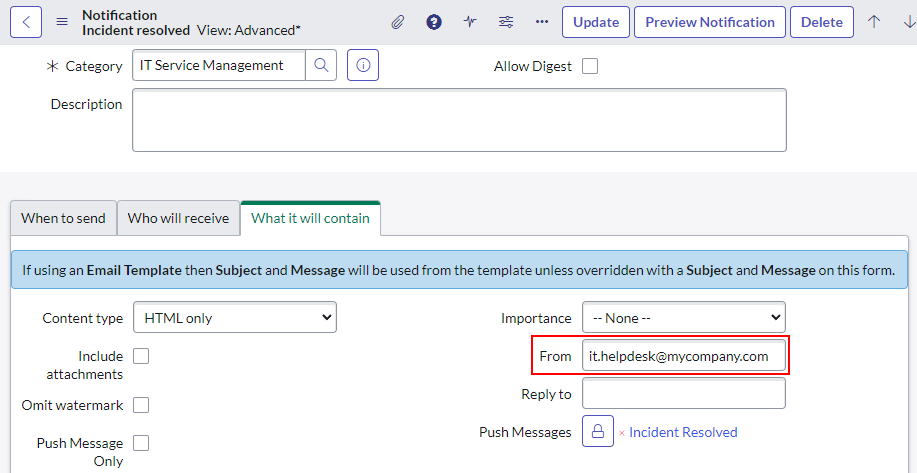 Notification
Incident resolved View: Advanced*
Update
Preview Notification
Delete
Category
IT Service Management
Allow Digest
Description
When to send
Who will receive
What it will contain
If using an Email Template then Subject and Message will be used from the template unless overridden with a Subject and Message on this form.
Content type
HTML only
Importance
-- None --
Include
attachments
From
it.helpdesk@mycompany.com
Omit watermark
Reply to
Push Messages
× Incident Resolved
Push Message
Only